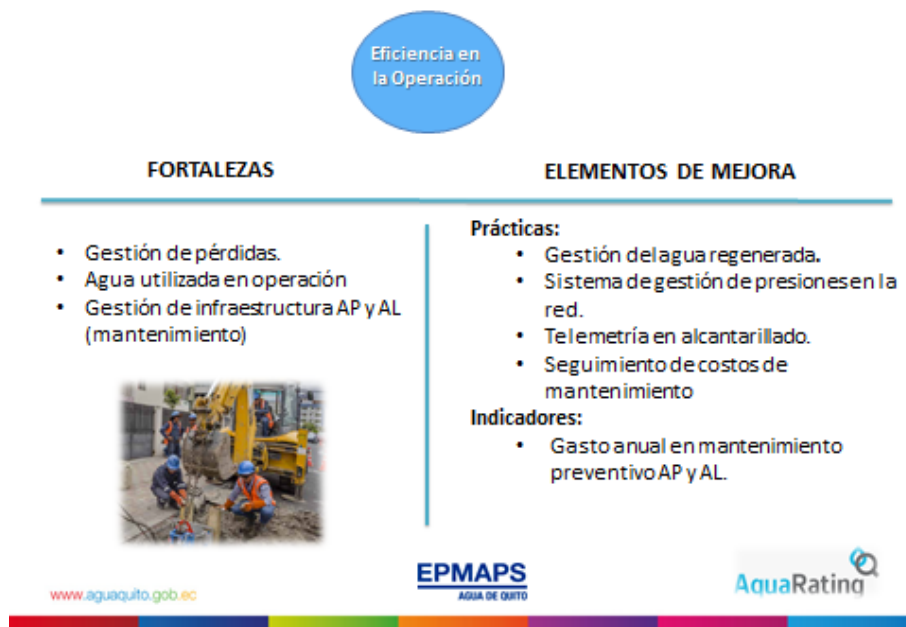 Eficiencia en
la Operación
FORTALEZAS
• Gestión de pérdidas.
• Agua utilizada en operación
• Gestión de infraestructura AP y AL
(mantenimiento)
ELEMENTOS DE MEJORA
Prácticas:
• Gestión del agua regenerada.
• Sistema de gestión de presiones en la
red.
• Telemetría en alcantarillado.
• Seguimiento de costos de
mantenimiento
Indicadores:
• Gasto anual en mantenimiento
preventivo AP y AL.
www.aguaquito.gob.ec
EPMAPS
AGUA DE QUITO
AquaRating